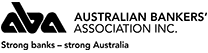 aba AUSTRALIAN BANKERS'
ASSOCIATION INC.
Strong banks – strong Australia